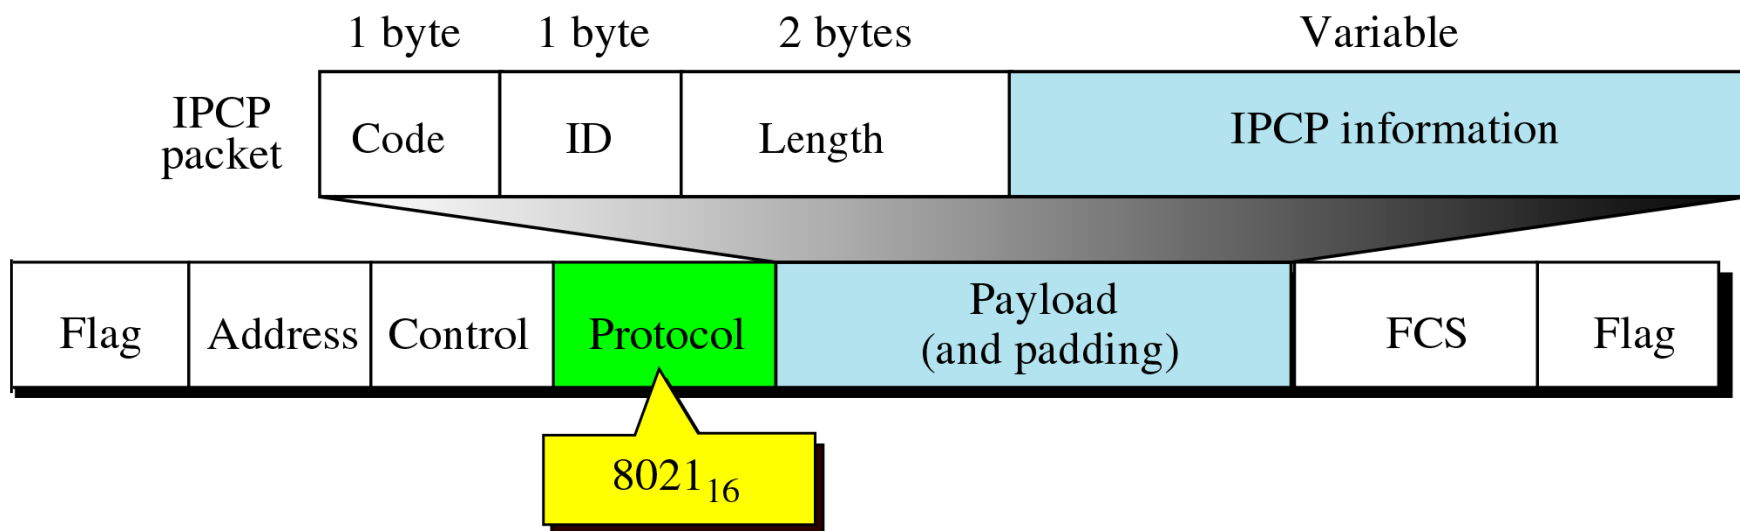 1 byte 1 byte 2 bytes Variable
IPCP
packet
Code ID Length IPCP information
Flag Address Control Protocol Payload
(and padding) FCS Flag
8021₁₆